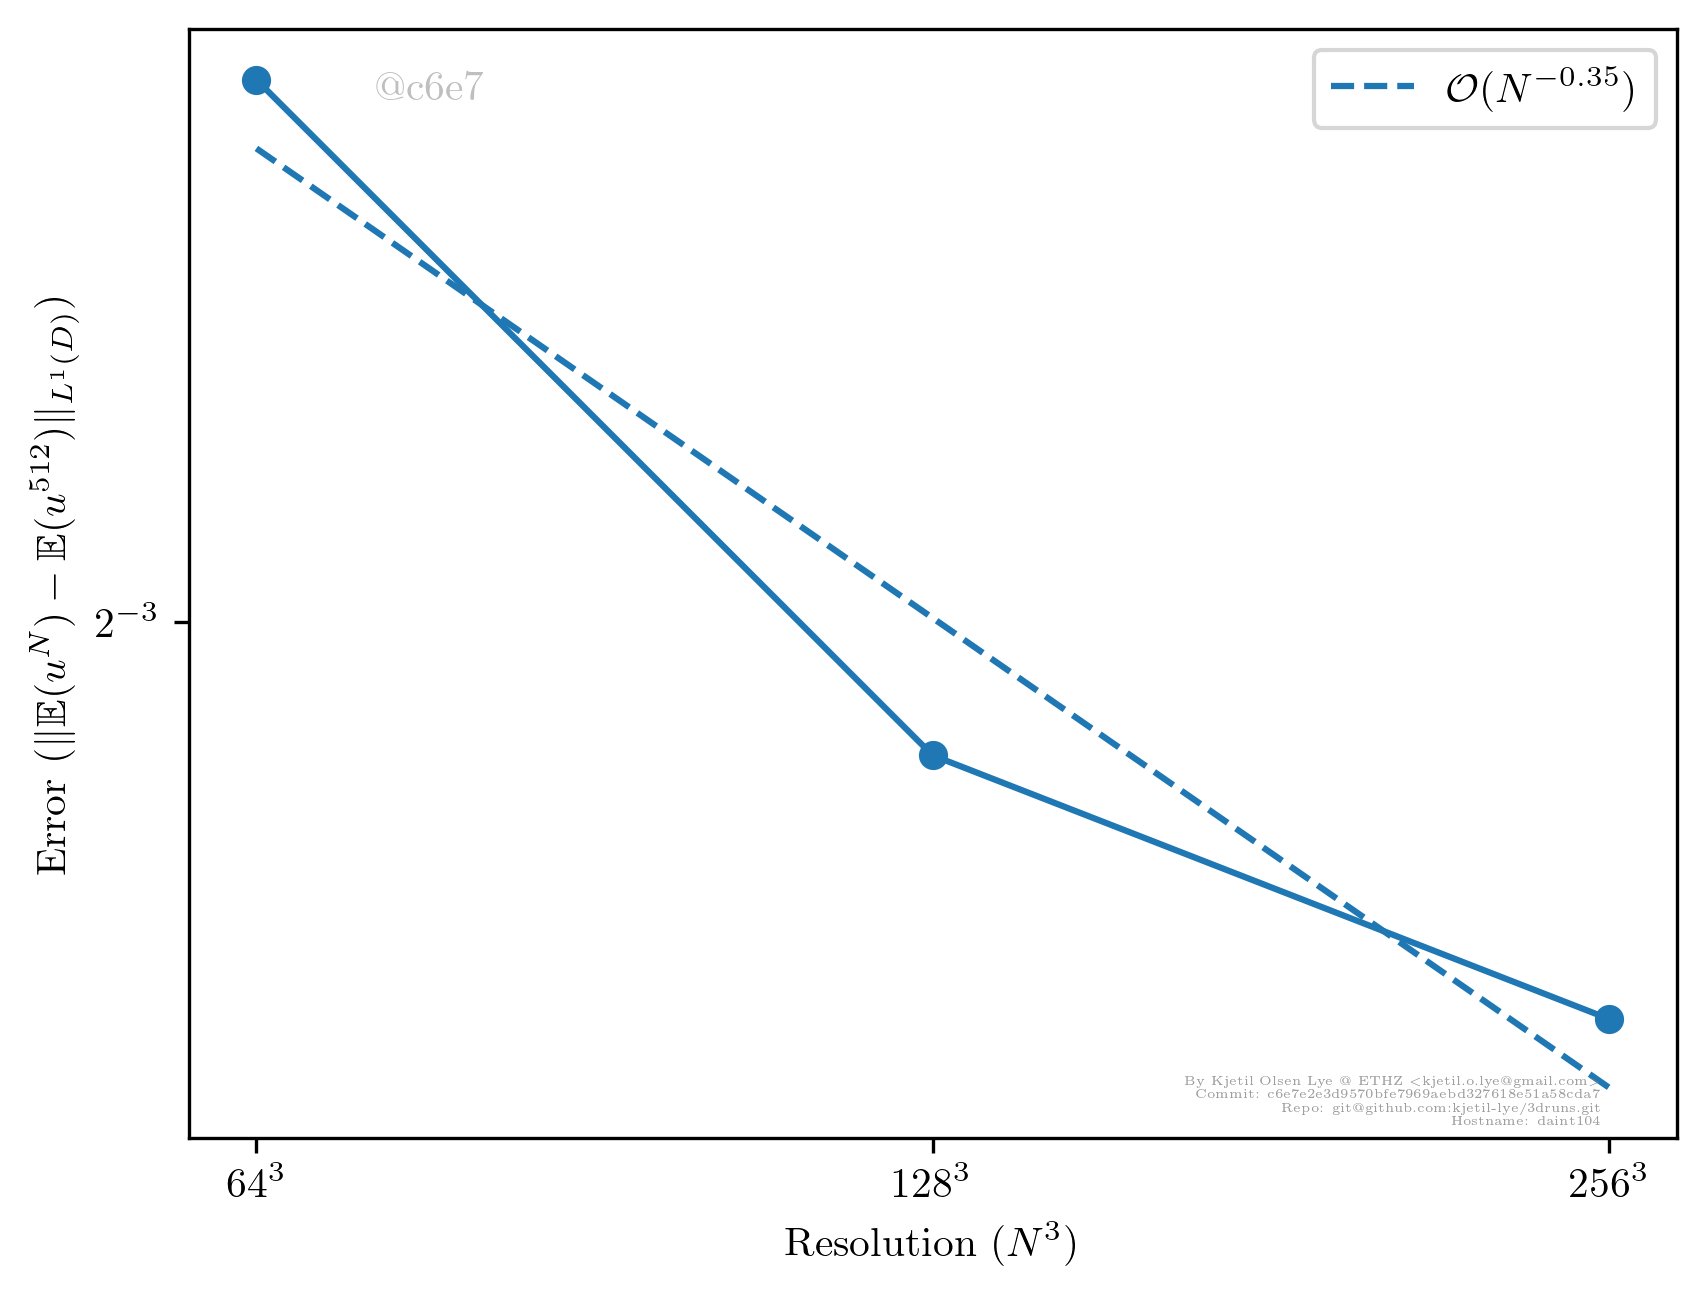 @c6e7
𝒪(N^{-0.35})
Error (‖𝔼(u^N) − 𝔼(u^{512})‖_{L^1(D)})
2^{-3}
64^3 128^3 256^3
Resolution (N^3)
By Kjetil Olsen Lye @ ETHZ <kjetil.o.lye@gmail.com>
Commit: c6e7e2e3d9570bfe7969aebd327618e51a58cda7
Repo: git@github.com:kjetil-lye/3druns.git
Hostname: daint104